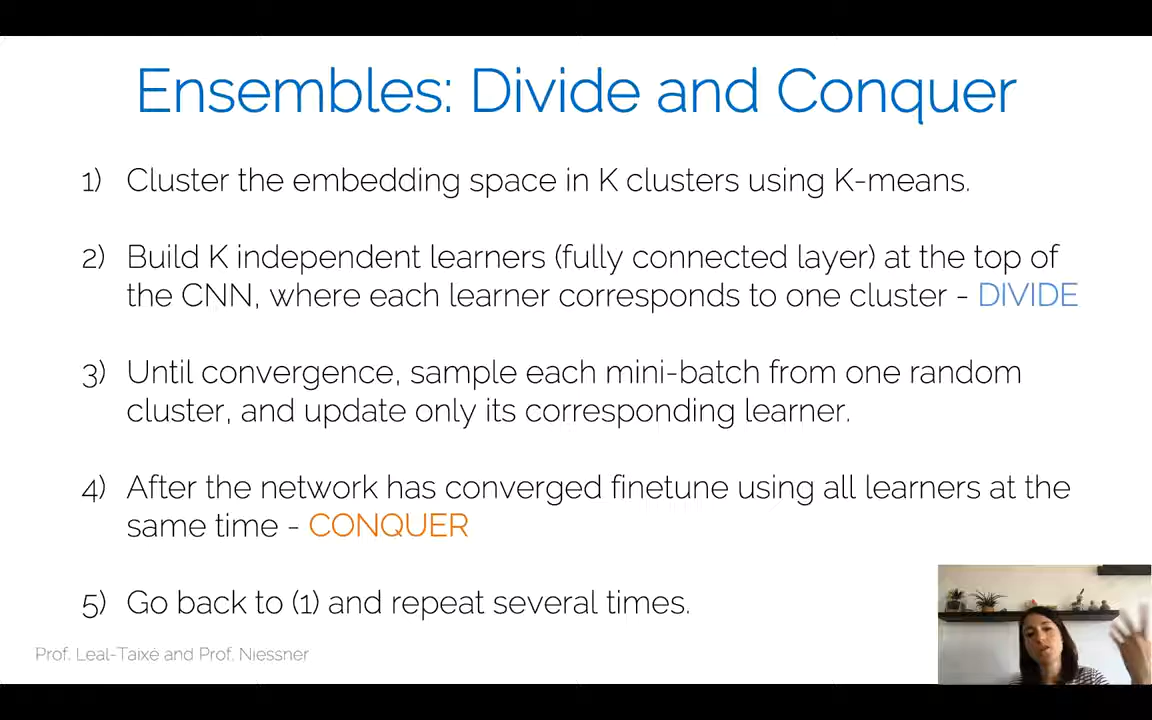 Ensembles: Divide and Conquer
1) Cluster the embedding space in K clusters using K-means.
2) Build K independent learners (fully connected layer) at the top of
the CNN, where each learner corresponds to one cluster - DIVIDE
3) Until convergence, sample each mini-batch from one random
cluster, and update only its corresponding learner.
4) After the network has converged finetune using all learners at the
same time - CONQUER
5) Go back to (1) and repeat several times.
Prof. Leal-Taixé and Prof. Niessner